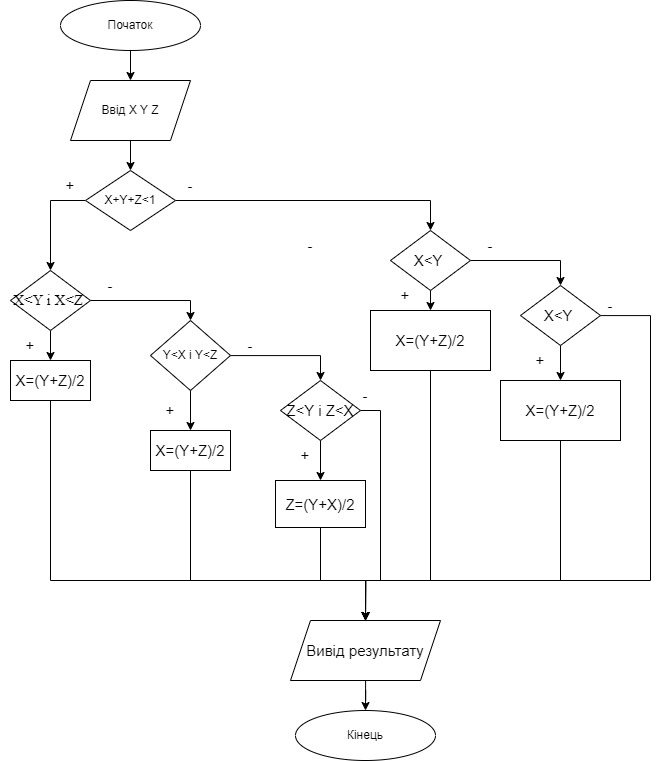 Початок
Ввід X Y Z
+
-
X+Y+Z<1
-
X<Y
-
X<Y і X<Z
-
+
X=(Y+Z)/2
X<Y
-
+
X=(Y+Z)/2
Y<X і Y<Z
-
+
X=(Y+Z)/2
+
X=(Y+Z)/2
Z<Y і Z<X
-
+
Z=(Y+X)/2
Вивід результату
Кінець